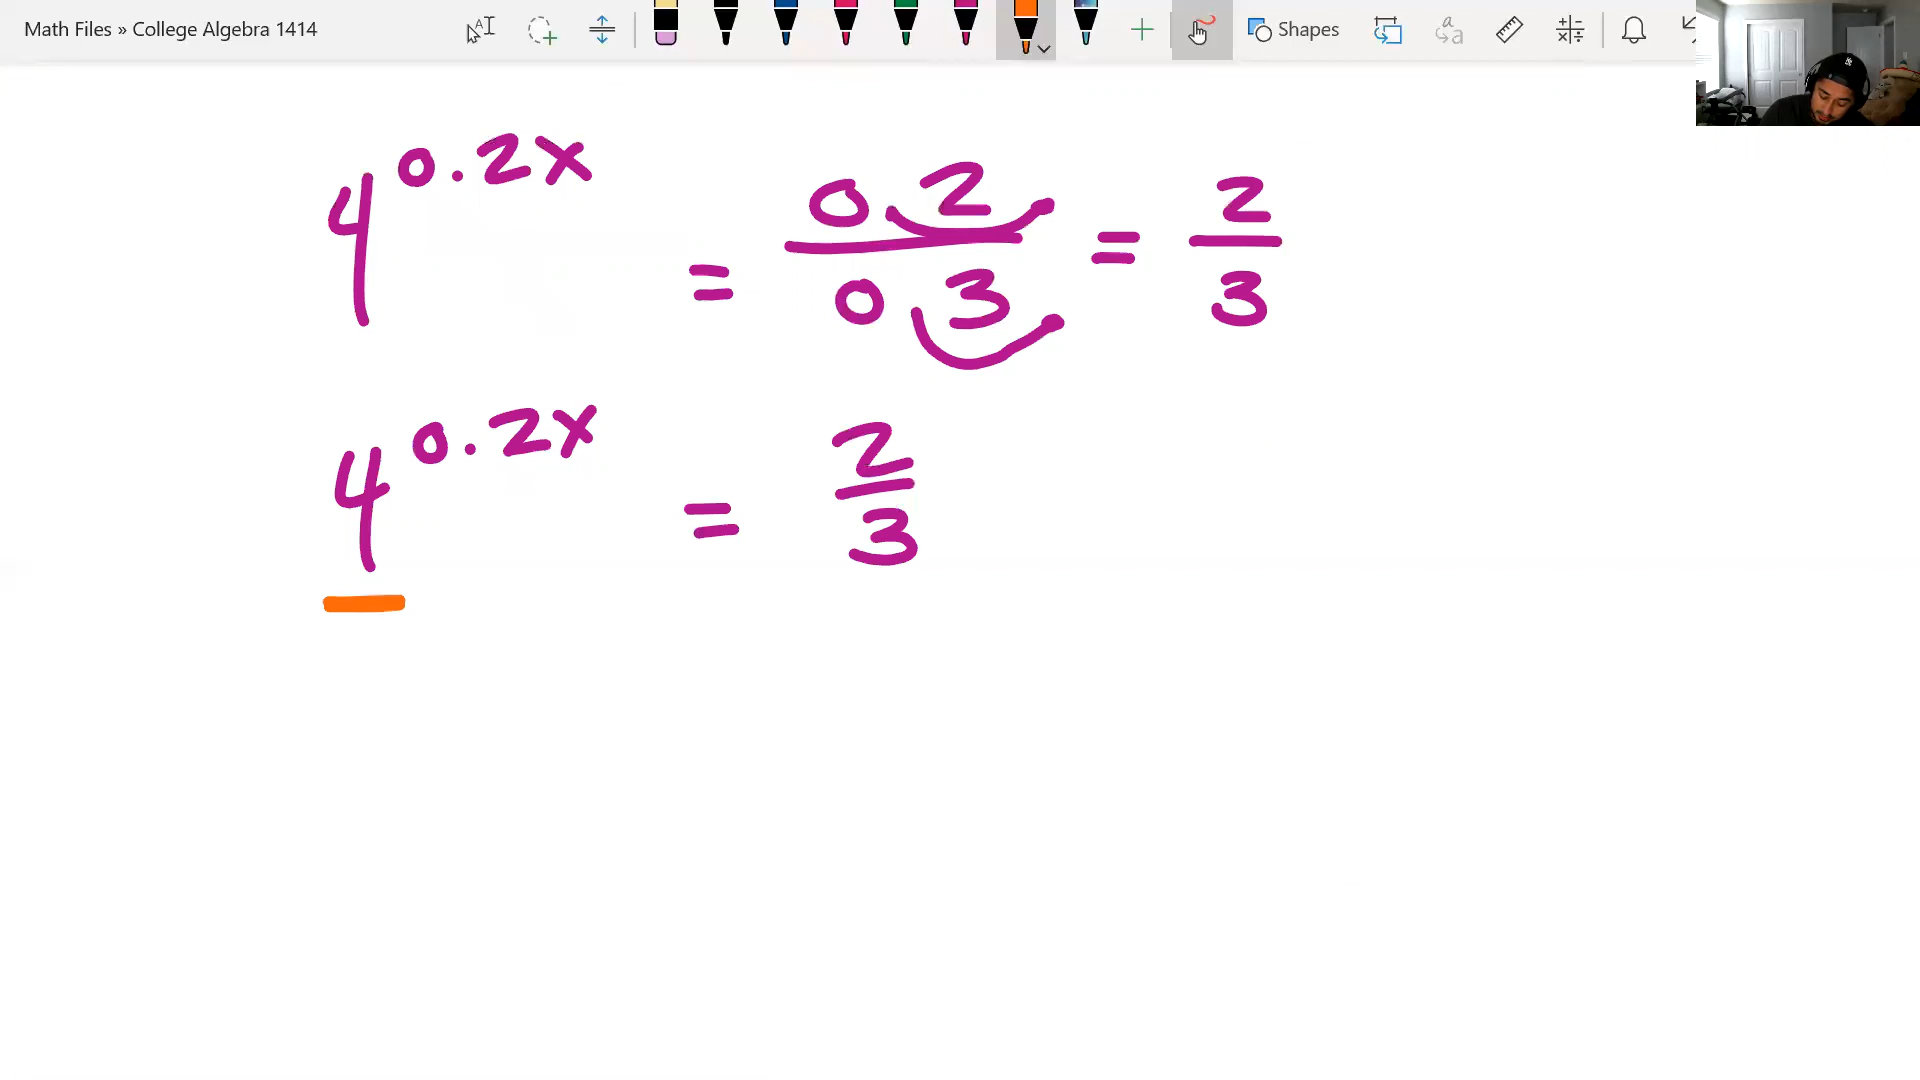 Math Files » College Algebra 1414 Shapes
4^0.2x = 0.2/0.3 = 2/3
4^0.2x = 2/3